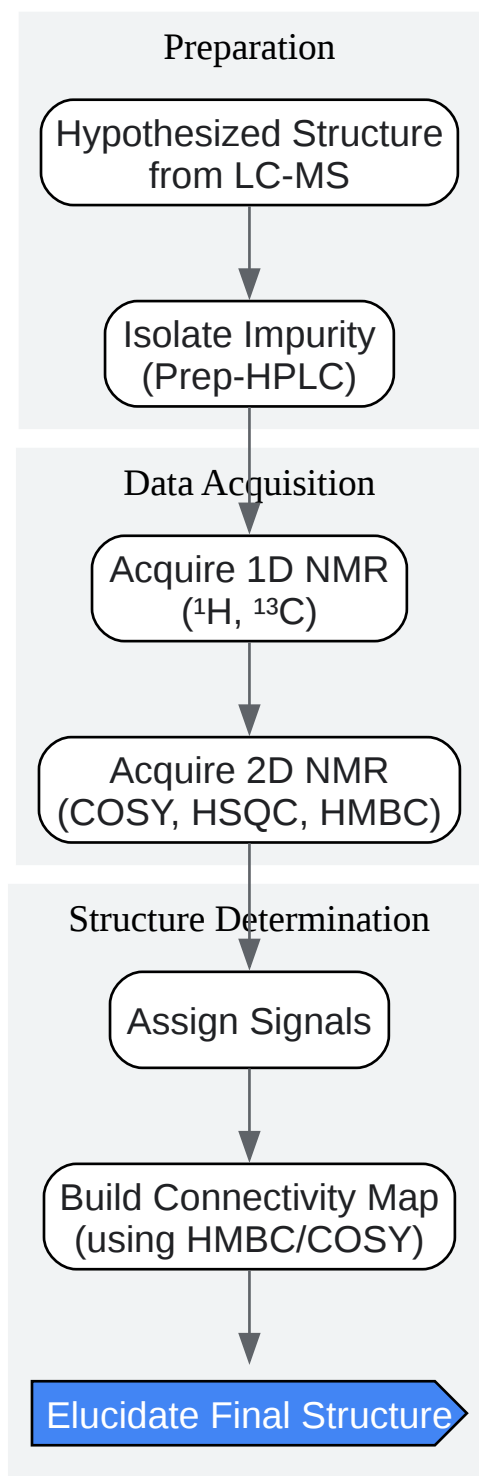 Preparation
Hypothesized Structure
from LC-MS
Isolate Impurity
(Prep-HPLC)
Data Acquisition
Acquire 1D NMR
(¹H, ¹³C)
Acquire 2D NMR
(COSY, HSQC, HMBC)
Structure Determination
Assign Signals
Build Connectivity Map
(using HMBC/COSY)
Elucidate Final Structure